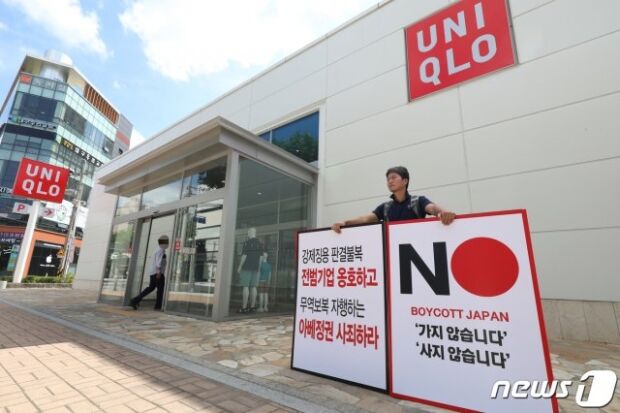 UNI
QLO
UNI
QLO
P
강제징용 판결불복
전범기업 옹호하고
무역보복 자행하는
아베정권 사죄하라
NO
BOYCOTT JAPAN
'가지 않습니다'
'사지 않습니다'
NEWS1